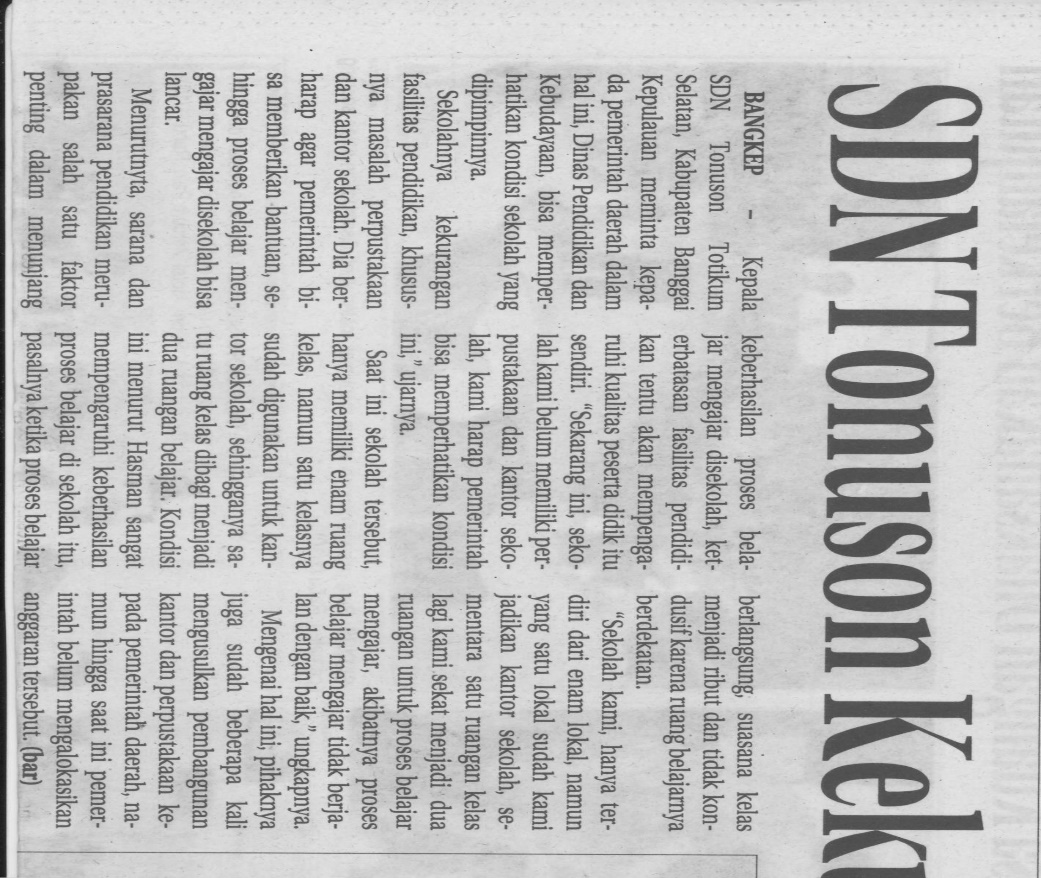 SDN Tonuson Keku
BANGKEP – Kepala
SDN Tonuson Totikum
Selatan, Kabupaten Banggai
Kepulauan meminta kepa-
da pemerintah daerah dalam
hal ini, Dinas Pendidikan dan
Kebudayaan, bisa memper-
hatikan kondisi sekolah yang
dipimpinnya.
Sekolahnya kekurangan
fasilitas pendidikan, khusus-
nya masalah perpustakaan
dan kantor sekolah. Dia ber-
harap agar pemerintah bi-
sa memberikan bantuan, se-
hingga proses belajar men-
gajar mengajar disekolah bisa
lancar.
Menurutnyta, sarana dan
prasarana pendidikan meru-
pakan salah satu faktor
penting dalam menunjang
keberhasilan proses bela-
jar mengajar disekolah, ket-
erbatasan fasilitas pendidi-
kan tentu akan mempenga-
ruhi kualitas peserta didik itu
sendiri. “Sekarang ini, seko-
lah kami belum memiliki per-
pustakaan dan kantor seko-
lah, kami harap pemerintah
bisa memperhatikan kondisi
ini,” ujarnya.
Saat ini sekolah tersebut,
hanya memiliki enam ruang
kelas, namun satu kelasnya
sudah digunakan untuk kan-
tor sekolah, sehingganya sa-
tu ruang kelas dibagi menjadi
dua ruangan belajar. Kondisi
ini menurut Hasman sangat
mempengaruhi keberhasilan
proses belajar di sekolah itu,
pasalnya ketika proses belajar
berlangsung, suasana kelas
menjadi ribut dan tidak kon-
dusif karena ruang belajarnya
berdekatan.
“Sekolah kami, hanya ter-
diri dari enam lokal, namun
yang satu lokal sudah kami
jadikan kantor sekolah, se-
mentara satu ruangan kelas
lagi kami sekat menjadi dua
ruangan untuk proses belajar
mengajar, akibatnya proses
belajar mengajar tidak berja-
lan dengan baik,” ungkapnya.
Mengenai hal ini, pihaknya
juga sudah beberapa kali
mengusulkan pembangunan
kantor dan perpustakaan ke-
pada pemerintah daerah, na-
mun hingga saat ini pemer-
intah belum mengalokasikan
anggaran tersebut. (bar)